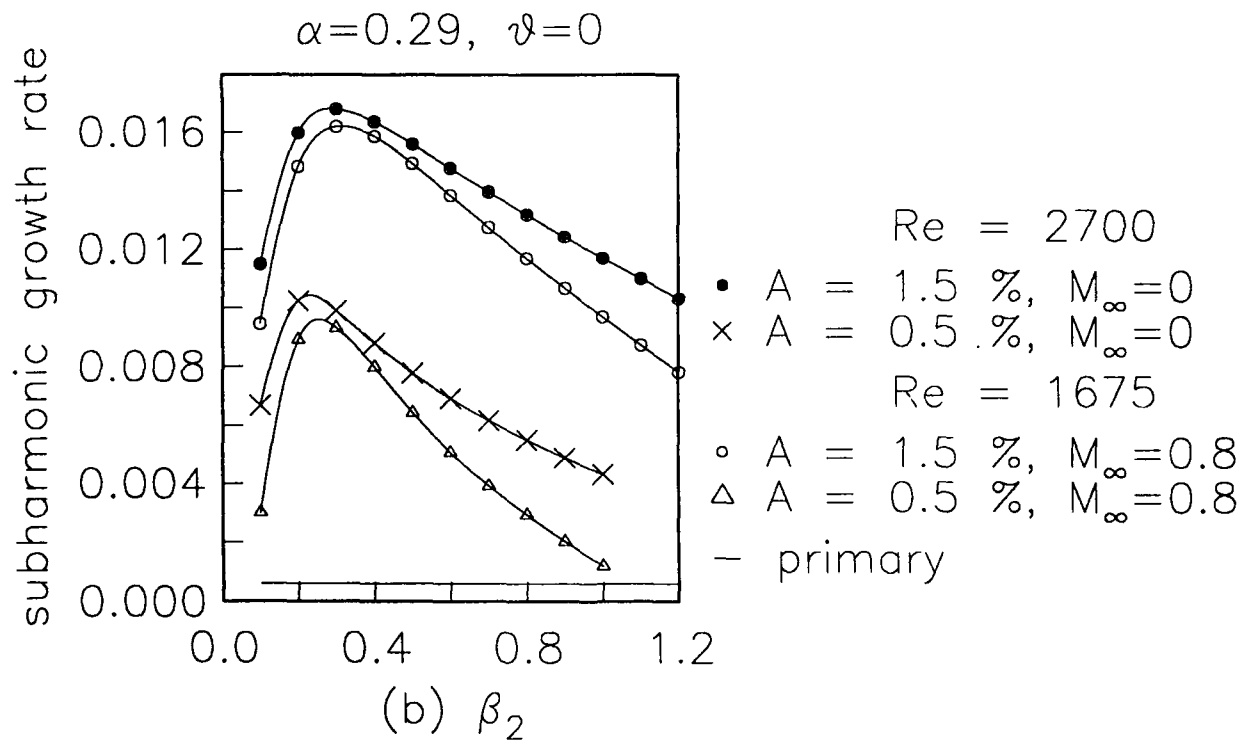 α=0.29, ϑ=0
subharmonic growth rate
0.016
0.012
0.008
0.004
0.000
0.0 0.4 0.8 1.2
(b) β₂
Re = 2700
A = 1.5 %, M∞=0
A = 0.5 %, M∞=0
Re = 1675
A = 1.5 %, M∞=0.8
A = 0.5 %, M∞=0.8
— primary